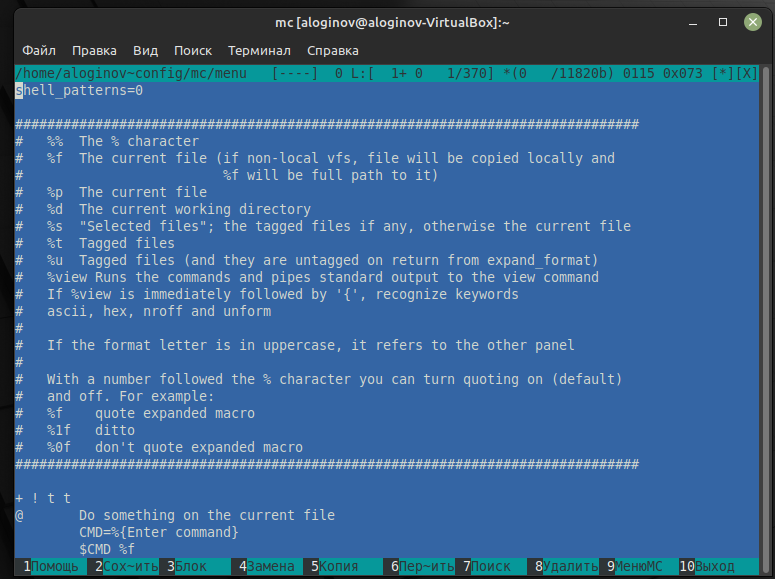 mc [aloginov@aloginov-VirtualBox]:~
Файл Правка Вид Поиск Терминал Справка
/home/aloginov~config/mc/menu   [----]  0 L:[  1+ 0   1/370] *(0   /11820b) 0115 0x073 [*][X]
shell_patterns=0
##############################################################################
#   %%  The % character
#   %f  The current file (if non-local vfs, file will be copied locally and
#                         %f will be full path to it)
#   %p  The current file
#   %d  The current working directory
#   %s  "Selected files"; the tagged files if any, otherwise the current file
#   %t  Tagged files
#   %u  Tagged files (and they are untagged on return from expand_format)
#   %view Runs the commands and pipes standard output to the view command
#   If %view is immediately followed by '{', recognize keywords
#   ascii, hex, nroff and unform
#
#   If the format letter is in uppercase, it refers to the other panel
#
#   With a number followed the % character you can turn quoting on (default)
#   and off. For example:
#   %f    quote expanded macro
#   %1f   ditto
#   %0f   don't quote expanded macro
##############################################################################
+ ! t t
@       Do something on the current file
        CMD=%{Enter command}
        $CMD %f
1Помощь 2Сох~ить 3Блок 4Замена 5Копия 6Пер~ить 7Поиск 8Удалить 9МенюMC 10Выход